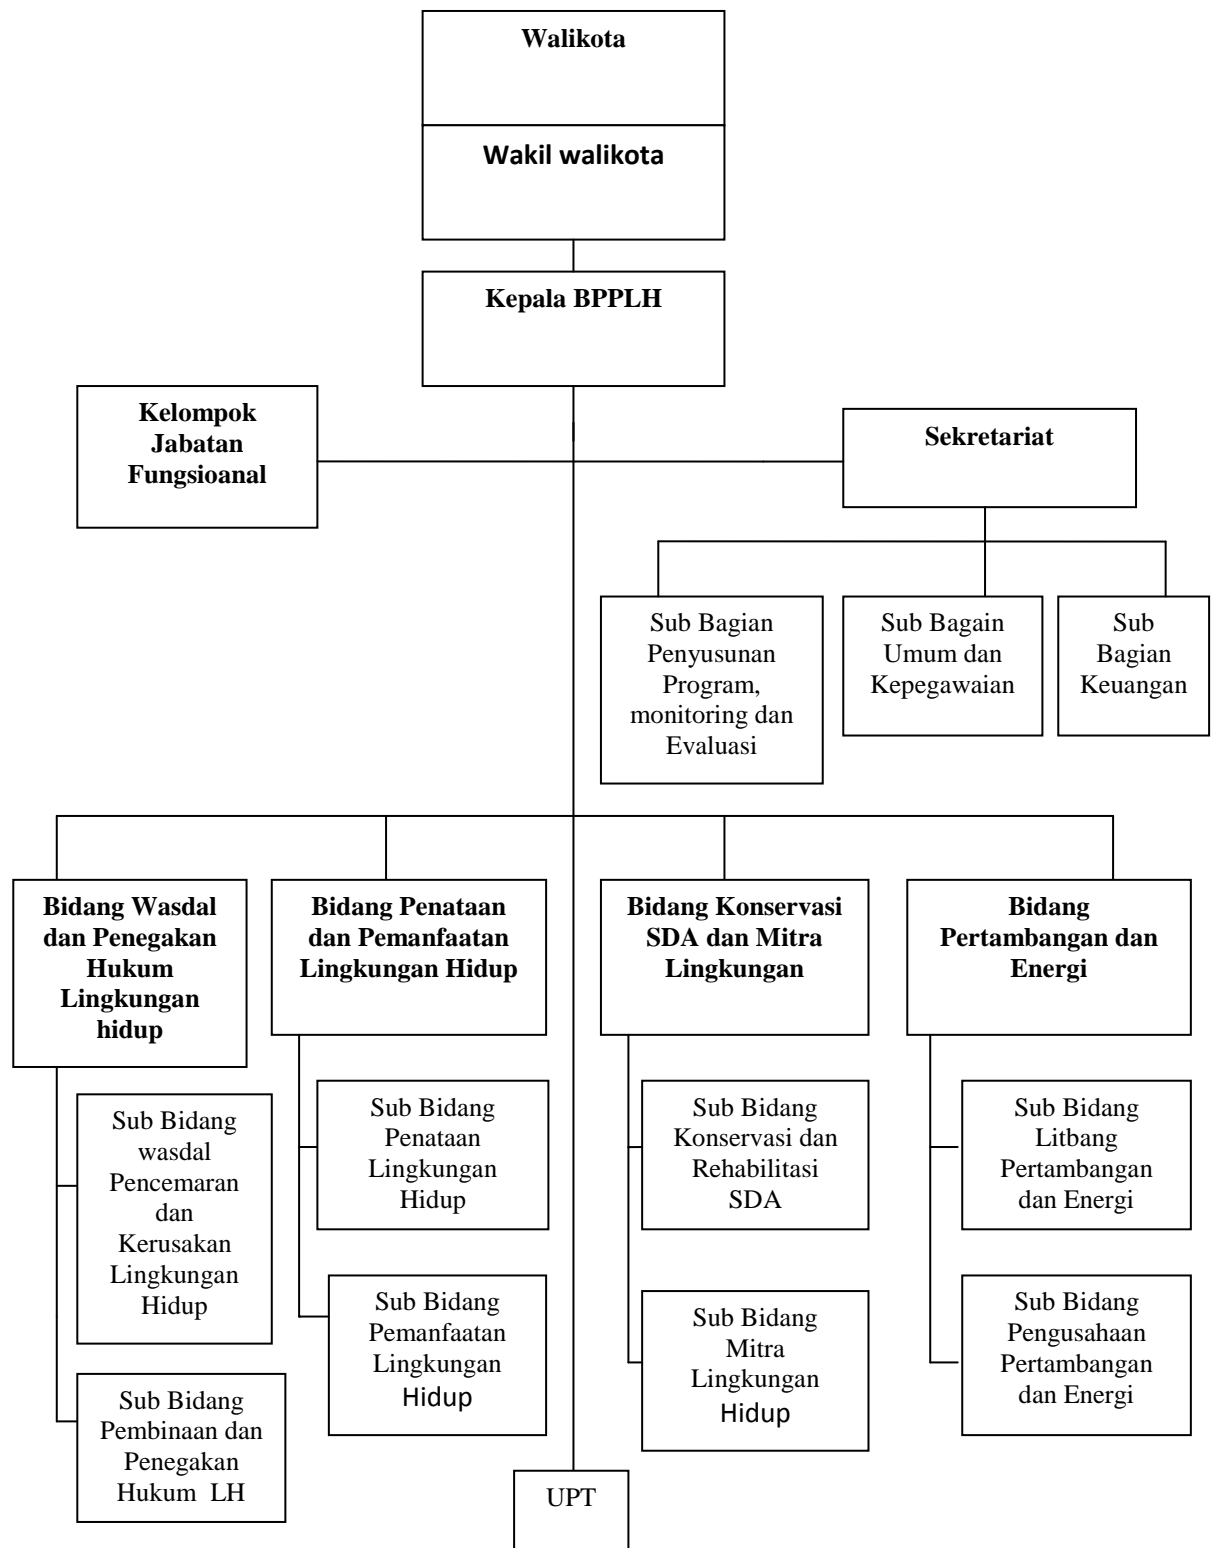 Walikota
Wakil walikota
Kepala BPPLH
Kelompok
Jabatan
Fungsioanal
Sekretariat
Sub Bagian
Penyusunan
Program,
monitoring dan
Evaluasi
Sub Bagain
Umum dan
Kepegawaian
Sub
Bagian
Keuangan
Bidang Wasdal
dan Penegakan
Hukum
Lingkungan
hidup
Bidang Penataan
dan Pemanfaatan
Lingkungan Hidup
Bidang Konservasi
SDA dan Mitra
Lingkungan
Bidang
Pertambangan dan
Energi
Sub Bidang
wasdal
Pencemaran
dan
Kerusakan
Lingkungan
Hidup
Sub Bidang
Penataan
Lingkungan
Hidup
Sub Bidang
Konservasi dan
Rehabilitasi
SDA
Sub Bidang
Litbang
Pertambangan
dan Energi
Sub Bidang
Pembinaan dan
Penegakan
Hukum  LH
Sub Bidang
Pemanfaatan
Lingkungan
Hidup
Sub Bidang
Mitra
Lingkungan
Hidup
Sub Bidang
Pengusahaan
Pertambangan
dan Energi
UPT